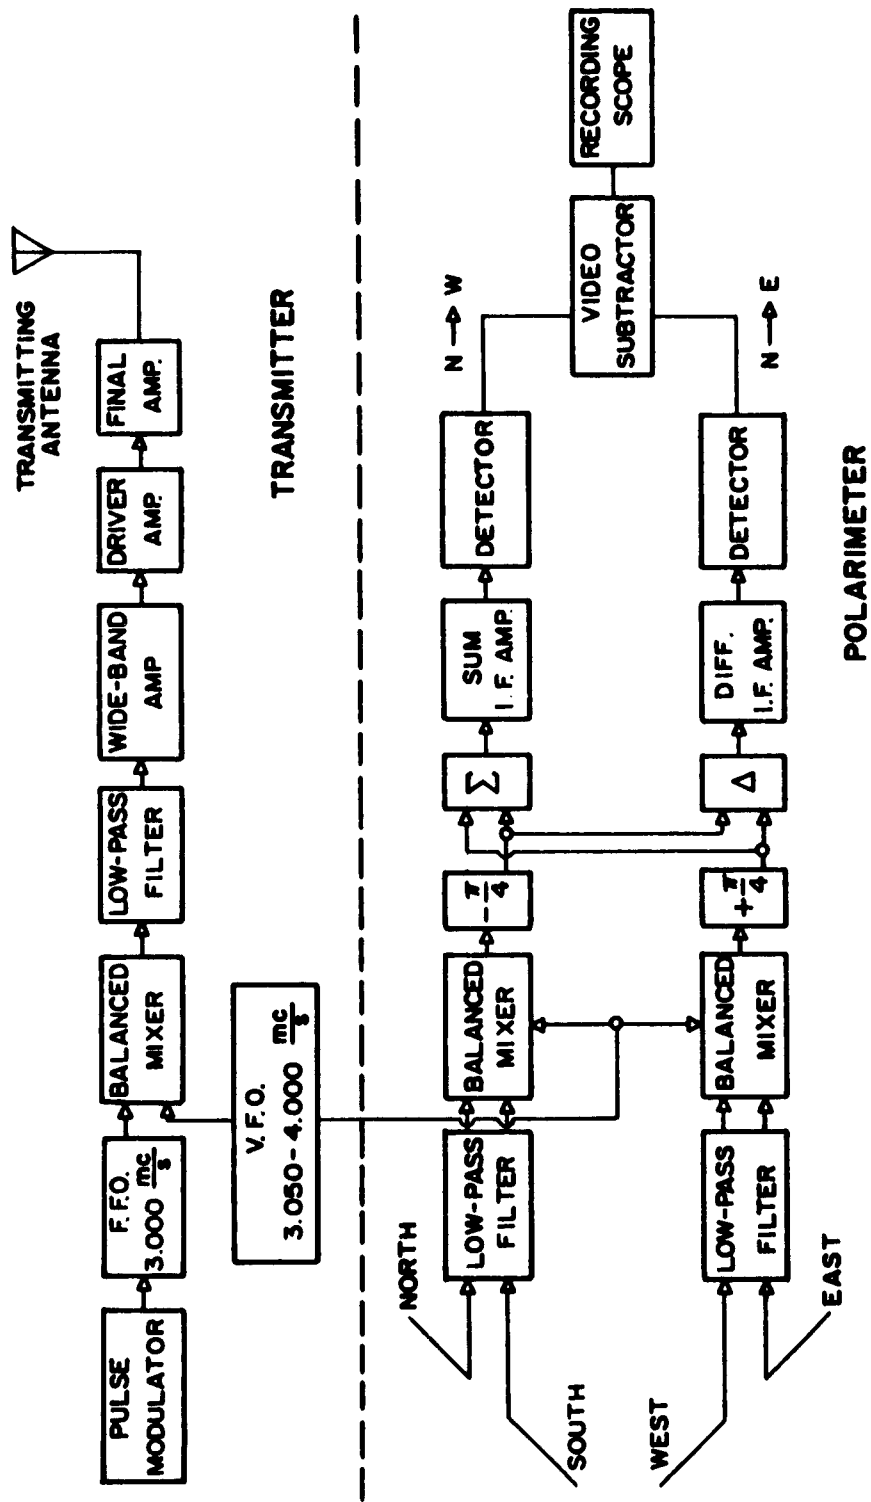 PULSE
MODULATOR
F.F.O.
3.000 mc/s
BALANCED
MIXER
LOW-PASS
FILTER
WIDE-BAND
AMP
DRIVER
AMP.
FINAL
AMP.
TRANSMITTING
ANTENNA
V.F.O.
3.050-4.000 mc/s
TRANSMITTER
NORTH
SOUTH
LOW-PASS
FILTER
BALANCED
MIXER
-π/4
Σ
SUM
I.F. AMP.
DETECTOR
N → W
VIDEO
SUBTRACTOR
RECORDING
SCOPE
WEST
EAST
LOW-PASS
FILTER
BALANCED
MIXER
+π/4
Δ
DIFF.
I.F. AMP.
DETECTOR
N → E
POLARIMETER